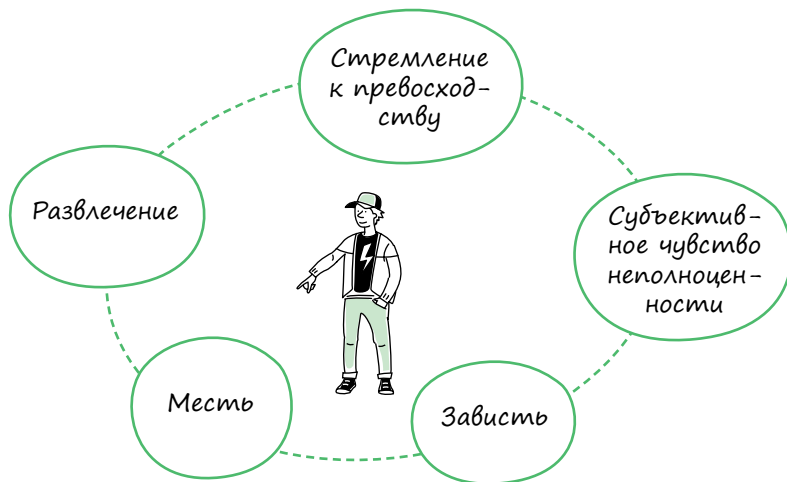 Стремление
к превосход-
ству
Развлечение
Субъектив-
ное чувство
неполноцен-
ности
Месть
Зависть